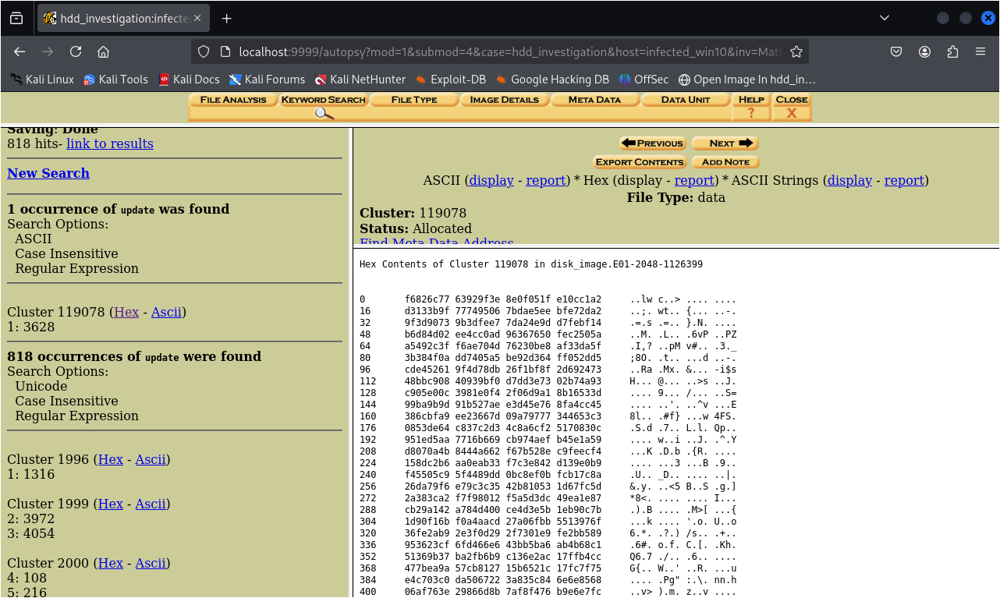 hdd_investigation:infecte
localhost:9999/autopsy?mod=1&submod=4&case=hdd_investigation&host=infected_win10&inv=Mat
Kali Linux Kali Tools Kali Docs Kali Forums Kali NetHunter Exploit-DB Google Hacking DB OffSec Open Image In hdd_in...
FILE ANALYSIS KEYWORD SEARCH FILE TYPE IMAGE DETAILS META DATA DATA UNIT HELP CLOSE
? X
Saving: Done
818 hits- link to results
New Search
1 occurrence of update was found
Search Options:
ASCII
Case Insensitive
Regular Expression
Cluster 119078 (Hex - Ascii)
1: 3628
818 occurrences of update were found
Search Options:
Unicode
Case Insensitive
Regular Expression
Cluster 1996 (Hex - Ascii)
1: 1316
Cluster 1999 (Hex - Ascii)
2: 3972
3: 4054
Cluster 2000 (Hex - Ascii)
4: 108
5: 216
PREVIOUS NEXT
EXPORT CONTENTS ADD NOTE
ASCII (display - report) * Hex (display - report) * ASCII Strings (display - report)
File Type: data
Cluster: 119078
Status: Allocated
Find Meta Data Address
Hex Contents of Cluster 119078 in disk_image.E01-2048-1126399
0 f6826c77 63929f3e 8e0f051f e10cc1a2 ..lw c..> .... ....
16 d3133b9f 77749506 7bdae5ee bfe72da2 ..;. wt.. {... ..-.
32 9f3d9073 9b3dfee7 7da24e9d d7febf14 .=.s .=.. }.N. ....
48 b6d84d02 ee4cc0ad 96367650 fec2505a ..M. .L.. .6vP ..PZ
64 a5492c3f f6ae704d 76230be8 af33da5f .I,? ..pM v#.. .3._
80 3b384f0a dd7405a5 be92d364 ff052dd5 ;8O. .t.. ...d ..-.
96 cde45261 9f4d78db 26f1bf8f 2d692473 ..Ra .Mx. &... -i$s
112 48bbc908 40939bf0 d7dd3e73 02b74a93 H... @... ..>s ..J.
128 c905e00c 3981e0f4 2f06d9a1 8b16533d .... 9... /... ..S=
144 99ba9b9d 91b527ae e3d45e76 8fa4cc45 .... ..'. ..^v ...E
160 386cbfa9 ee23667d 09a79777 344653c3 8l.. .#f} ...w 4FS.
176 0853de64 c837c2d3 4c8a6cf2 5170830c .S.d .7.. L.l. Qp..
192 951ed5aa 7716b669 cb974aef b45e1a59 .... w..i ..J. .^.Y
208 d8070a4b 8444a662 f67b528e c9feecf4 ...K .D.b .{R. ....
224 158dc2b6 aa0eab33 f7c3e842 d139e0b9 .... ...3 ...B .9..
240 f45505c9 5f4489dd 0bc8ef0b fcb17c8a .U.. _D.. .... ..|.
256 26da79f6 e79c3c35 42b81053 1d67fc5d &.y. ..<5 B..S .g.]
272 2a383ca2 f7f98012 f5a5d3dc 49ea1e87 *8<. .... .... I...
288 cb29a142 a784d400 ce4d3e5b 1eb90c7b .).B .... .M>[ ...{
304 1d90f16b f0a4aacd 27a06fbb 5513976f ...k .... '.o. U..o
320 36fe2ab9 2e3f0d29 2f7301e9 fe2bb589 6.*. .?.) /s.. .+..
336 953623cf 6fd466e6 43bb5ba6 ab4b68c1 .6#. o.f. C.[. .Kh.
352 51369b37 ba2fb6b9 c136e2ac 17ffb4cc Q6.7 ./.. .6.. ....
368 477bea9a 57cb8127 15b6521c 17fc7f75 G{.. W..' ..R. ...u
384 e4c703c0 da506722 3a835c84 6e6e8568 .... .Pg" :.\. nn.h
400 06af763e 29866d8b 7af8f476 b9e6e7fc ..v> ).m. z..v ....